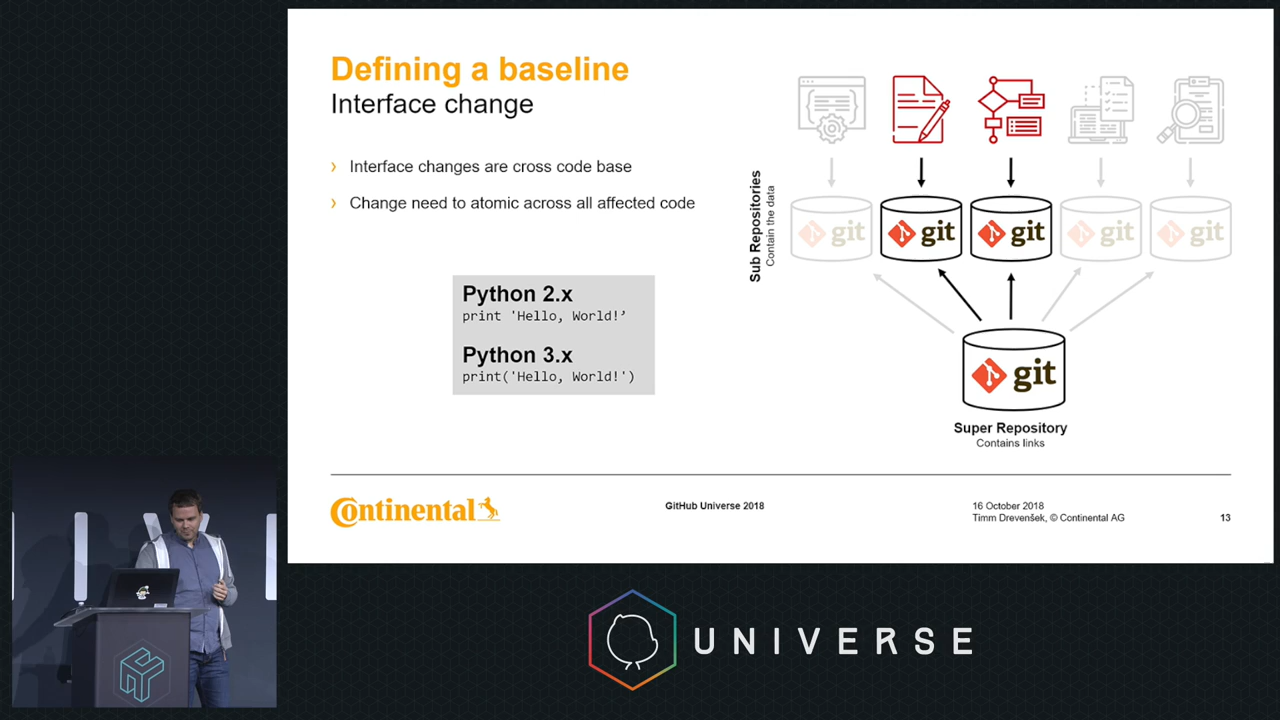 Defining a baseline
Interface change
› Interface changes are cross code base
› Change need to atomic across all affected code
Python 2.x
print 'Hello, World!’
Python 3.x
print('Hello, World!')
Sub Repositories
Contain the data
git
git
git
git
git
git
Super Repository
Contains links
Continental
GitHub Universe 2018
16 October 2018
Timm Drevenšek, © Continental AG
13
UNIVERSE